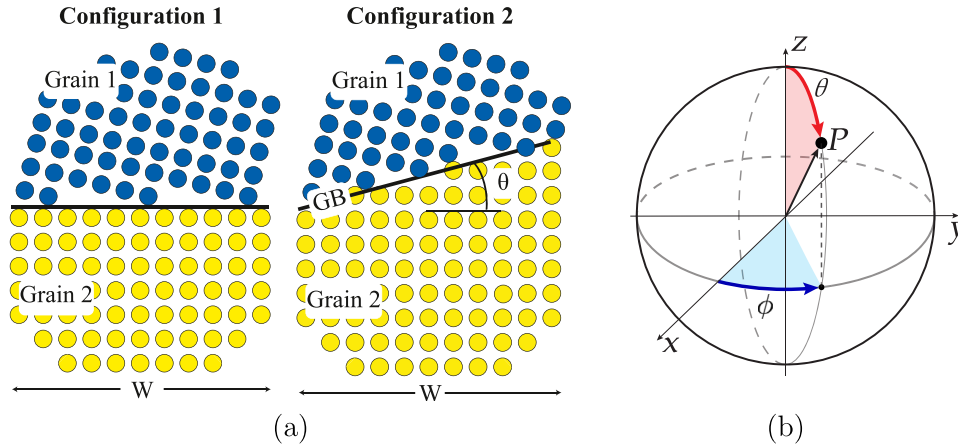 Configuration 1
Configuration 2
Grain 1
Grain 1
GB
θ
Grain 2
Grain 2
W
W
(a)
z
θ
P
y
ϕ
x
(b)